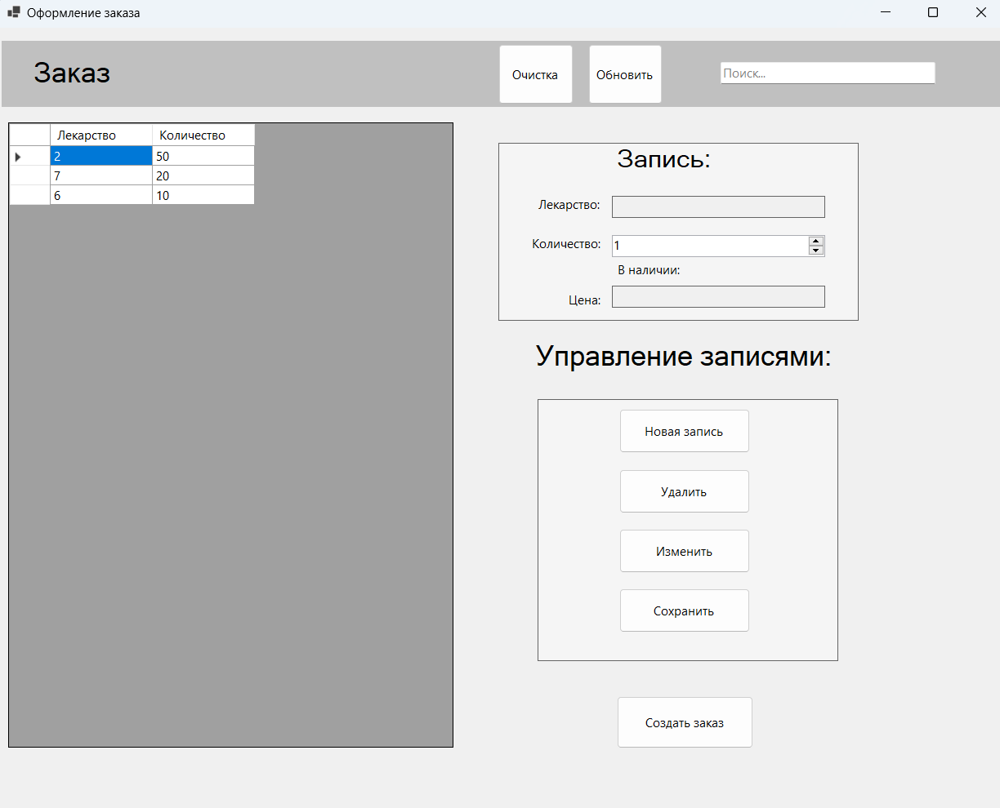 Оформление заказа
Заказ
Очистка
Обновить
Поиск...
Лекарство Количество
2 50
7 20
6 10
Запись:
Лекарство:
Количество: 1
В наличии:
Цена:
Управление записями:
Новая запись
Удалить
Изменить
Сохранить
Создать заказ